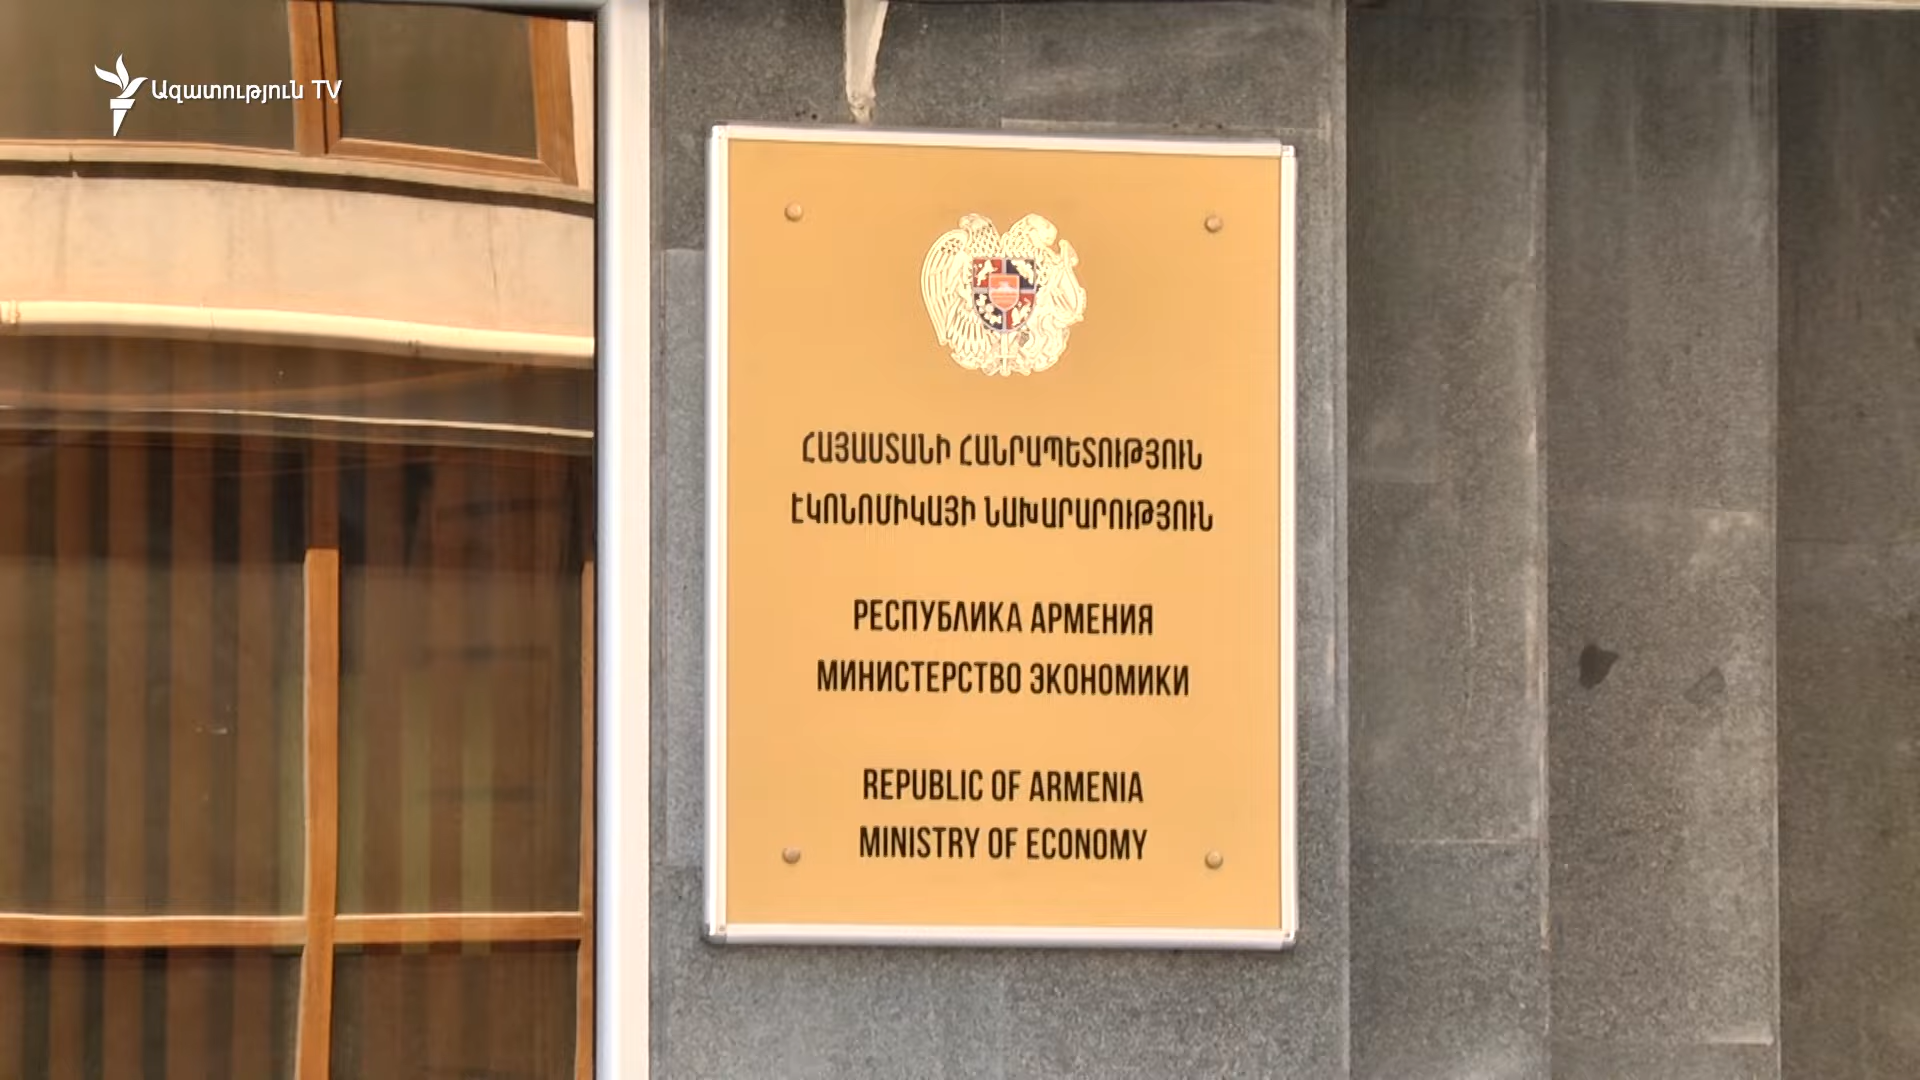 Ազատություն TV
ՀԱՅԱՍՏԱՆԻ ՀԱՆՐԱՊԵՏՈՒԹՅՈՒՆ
ԷԿՈՆՈՄԻԿԱՅԻ ՆԱԽԱՐԱՐՈՒԹՅՈՒՆ
РЕСПУБЛИКА АРМЕНИЯ
МИНИСТЕРСТВО ЭКОНОМИКИ
REPUBLIC OF ARMENIA
MINISTRY OF ECONOMY